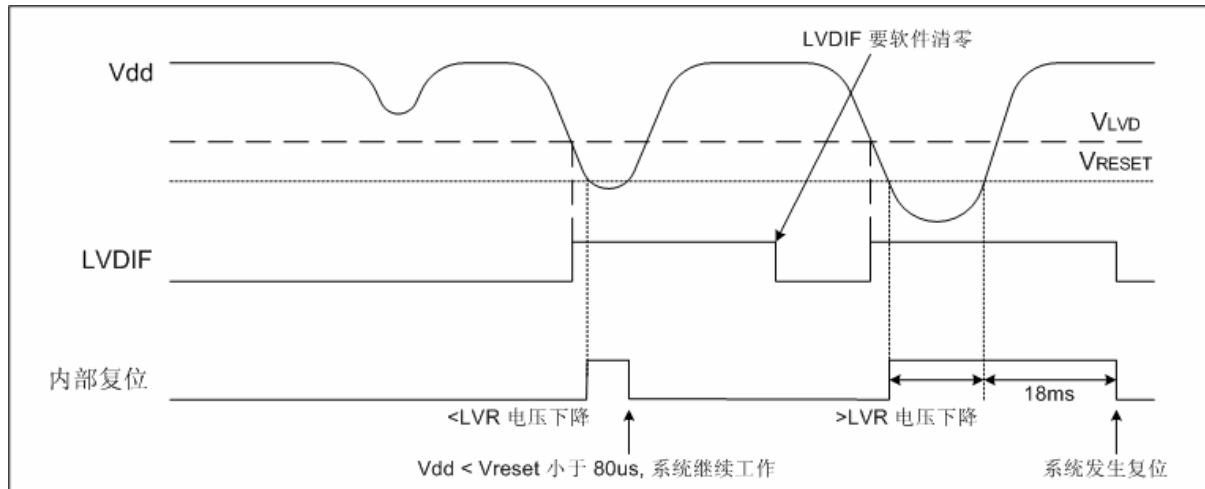 LVDIF 要软件清零
Vdd
VLVD
VRESET
LVDIF
内部复位
18ms
<LVR 电压下降
>LVR 电压下降
Vdd < Vreset 小于 80us, 系统继续工作
系统发生复位